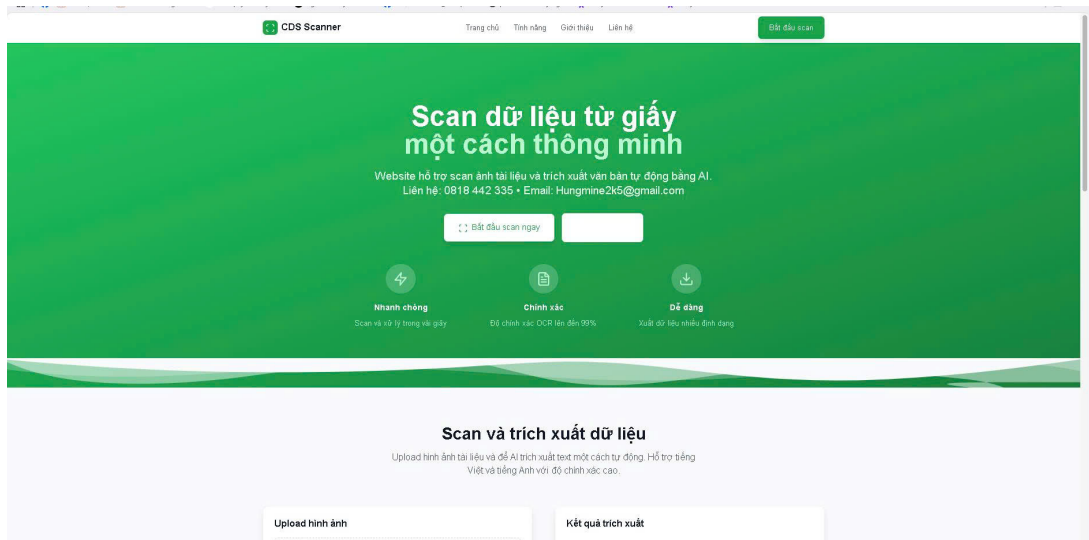 CDS Scanner
Trang chủ Tính năng Giới thiệu Liên hệ
Bắt đầu scan
Scan dữ liệu từ giấy
một cách thông minh
Website hỗ trợ scan ảnh tài liệu và trích xuất văn bản tự động bằng AI.
Liên hệ: 0818 442 335 • Email: Hungmine2k5@gmail.com
Bắt đầu scan ngay
Nhanh chóng
Scan và xử lý trong vài giây
Chính xác
Độ chính xác OCR lên đến 99%
Dễ dàng
Xuất dữ liệu nhiều định dạng
Scan và trích xuất dữ liệu
Upload hình ảnh tài liệu và để AI trích xuất text một cách tự động. Hỗ trợ tiếng
Việt và tiếng Anh với độ chính xác cao.
Upload hình ảnh
Kết quả trích xuất